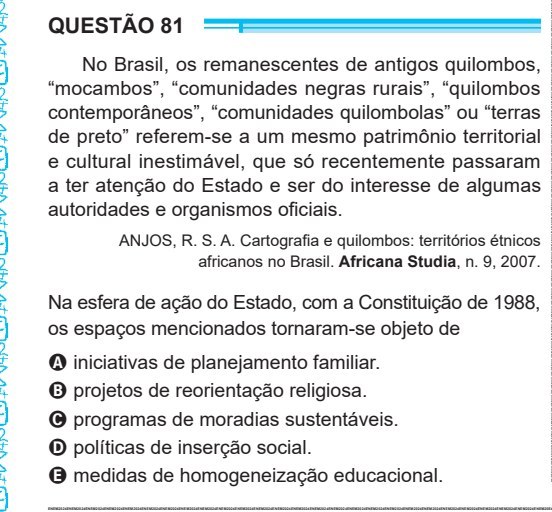 QUESTÃO 81
No Brasil, os remanescentes de antigos quilombos,
“mocambos”, “comunidades negras rurais”, “quilombos
contemporâneos”, “comunidades quilombolas” ou “terras
de preto” referem-se a um mesmo patrimônio territorial
e cultural inestimável, que só recentemente passaram
a ter atenção do Estado e ser do interesse de algumas
autoridades e organismos oficiais.
ANJOS, R. S. A. Cartografia e quilombos: territórios étnicos
africanos no Brasil. Africana Studia, n. 9, 2007.
Na esfera de ação do Estado, com a Constituição de 1988,
os espaços mencionados tornaram-se objeto de
A iniciativas de planejamento familiar.
B projetos de reorientação religiosa.
C programas de moradias sustentáveis.
D políticas de inserção social.
E medidas de homogeneização educacional.